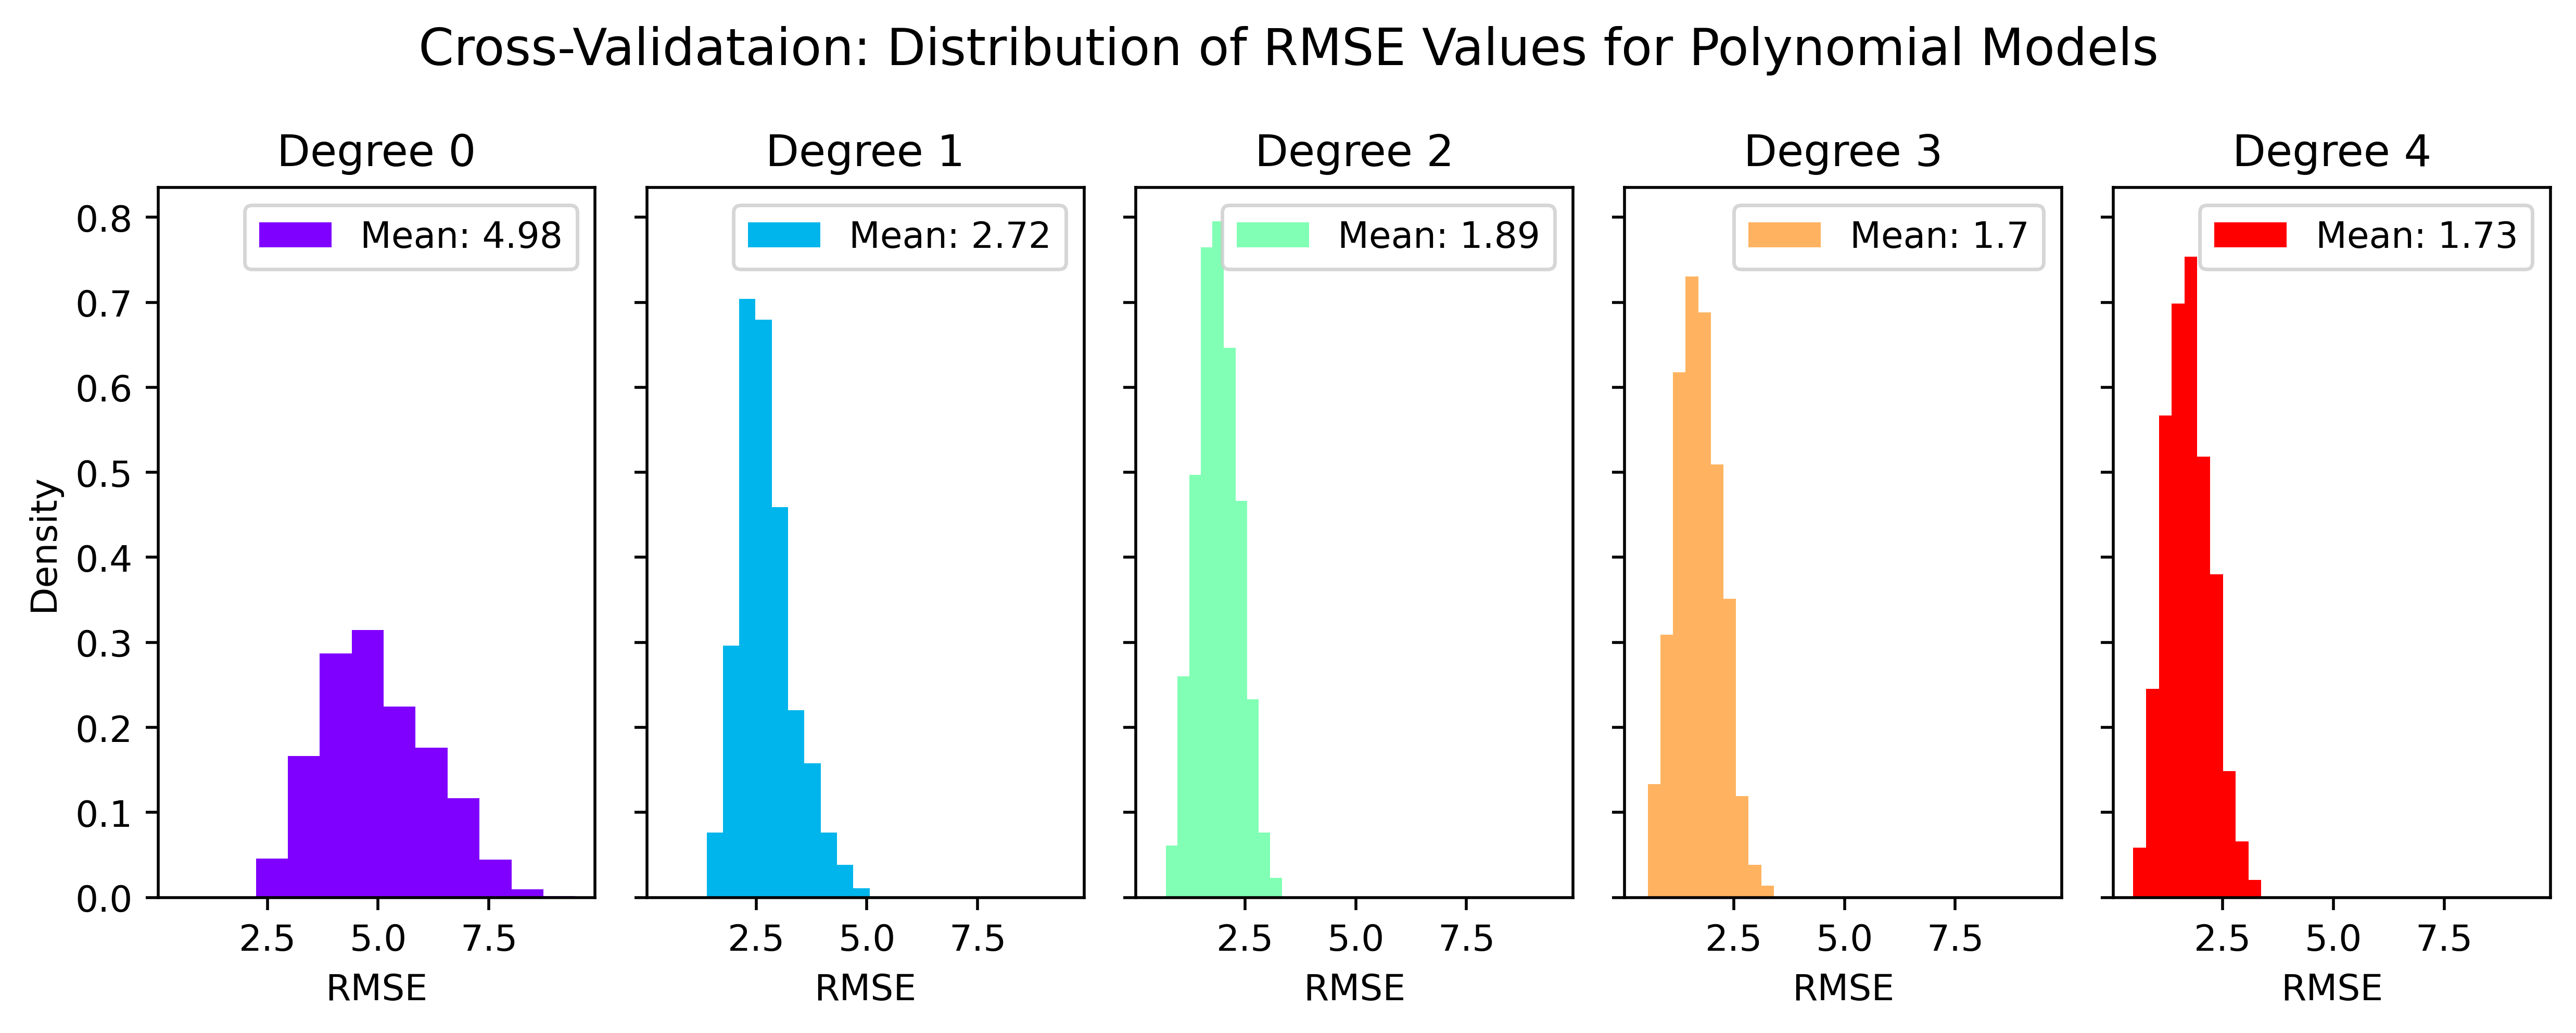 Cross-Validataion: Distribution of RMSE Values for Polynomial Models
Degree 0
Degree 1
Degree 2
Degree 3
Degree 4
Mean: 4.98
Mean: 2.72
Mean: 1.89
Mean: 1.7
Mean: 1.73
Density
0.8
0.7
0.6
0.5
0.4
0.3
0.2
0.1
0.0
2.5 5.0 7.5
2.5 5.0 7.5
2.5 5.0 7.5
2.5 5.0 7.5
2.5 5.0 7.5
RMSE
RMSE
RMSE
RMSE
RMSE